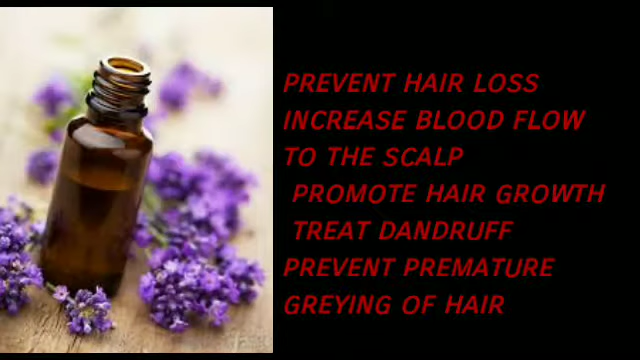 PREVENT HAIR LOSS
INCREASE BLOOD FLOW
TO THE SCALP
PROMOTE HAIR GROWTH
TREAT DANDRUFF
PREVENT PREMATURE
GREYING OF HAIR